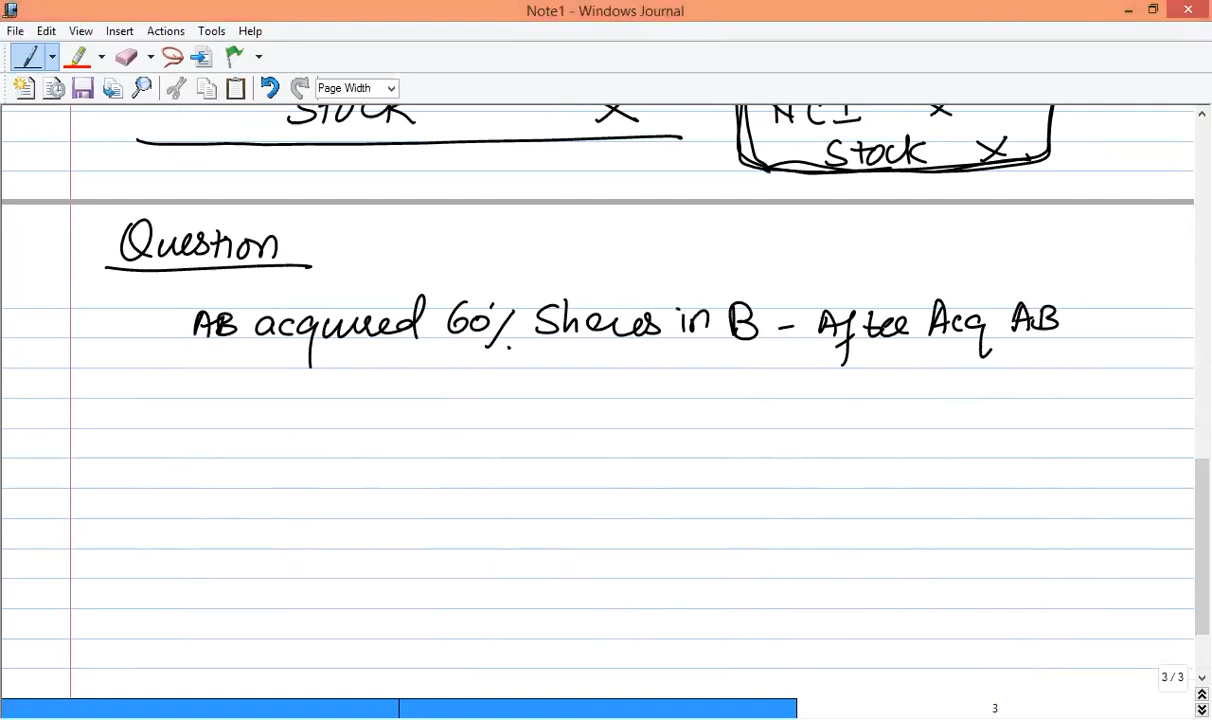 Note1 - Windows Journal
File Edit View Insert Actions Tools Help
Page Width
Stock X
NCI X
Stock X
Question
AB acquired 60% Shares in B - After Acq AB
3 / 3
3